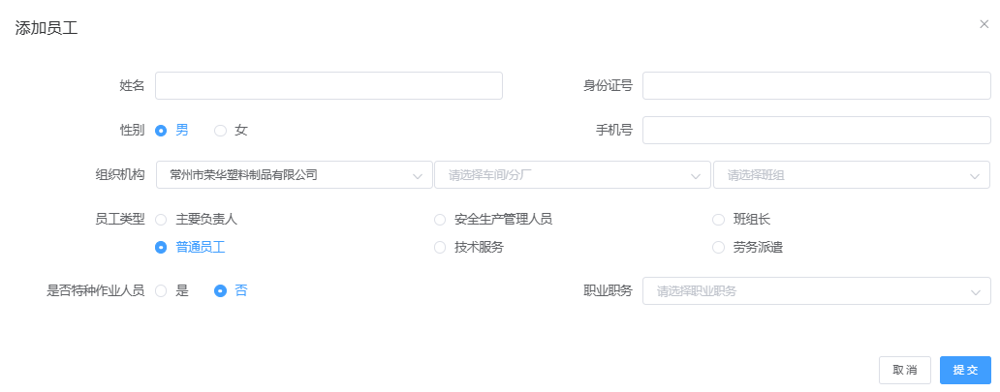 添加员工
姓名
身份证号
性别 男 女
手机号
组织机构 常州市荣华塑料制品有限公司 请选择车间/分厂 请选择班组
员工类型 主要负责人 安全生产管理人员 班组长
普通员工 技术服务 劳务派遣
是否特种作业人员 是 否
职业职务 请选择职业职务
取消 提交